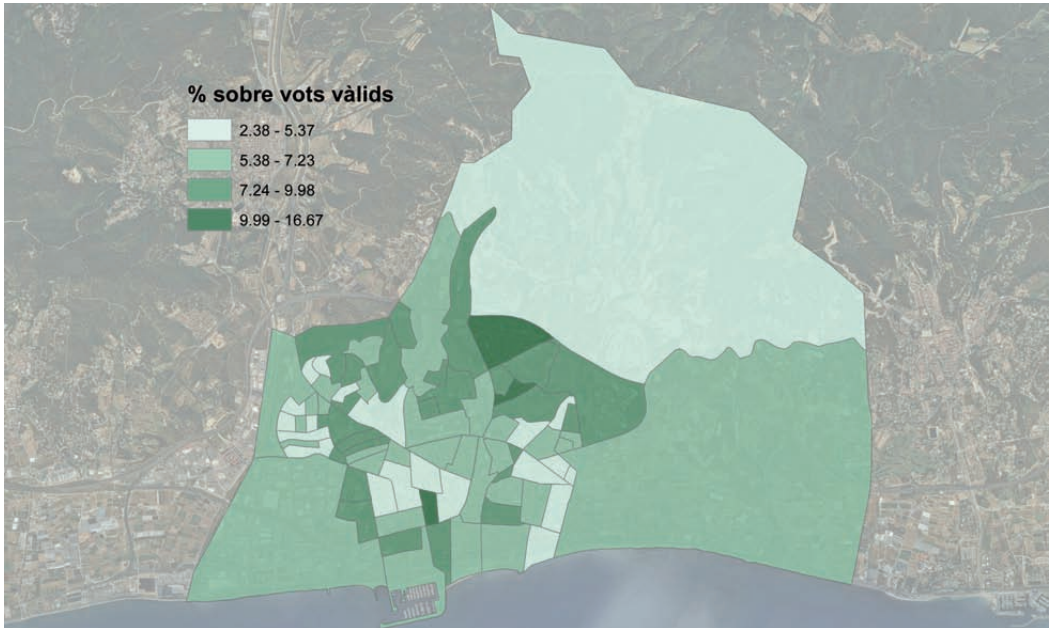 % sobre vots vàlids
2.38 - 5.37
5.38 - 7.23
7.24 - 9.98
9.99 - 16.67